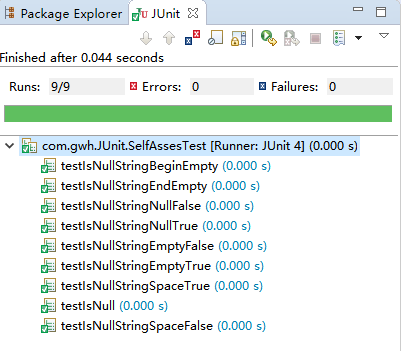 Package Explorer JUnit
Finished after 0.044 seconds
Runs: 9/9 Errors: 0 Failures: 0
com.gwh.JUnit.SelfAssesTest [Runner: JUnit 4] (0.000 s)
testIsNullStringBeginEmpty (0.000 s)
testIsNullStringEndEmpty (0.000 s)
testIsNullStringNullFalse (0.000 s)
testIsNullStringNullTrue (0.000 s)
testIsNullStringEmptyFalse (0.000 s)
testIsNullStringEmptyTrue (0.000 s)
testIsNullStringSpaceTrue (0.000 s)
testIsNull (0.000 s)
testIsNullStringSpaceFalse (0.000 s)